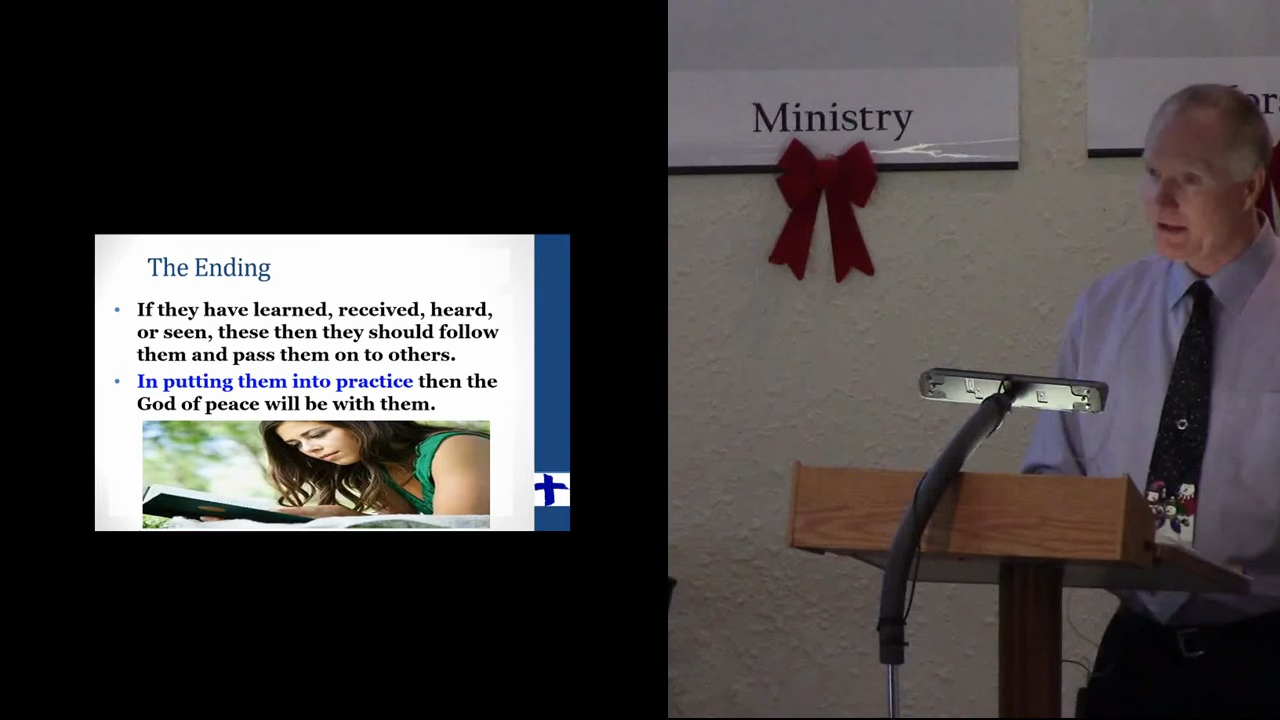 The Ending
If they have learned, received, heard,
or seen, these then they should follow
them and pass them on to others.
In putting them into practice then the
God of peace will be with them.
Ministry